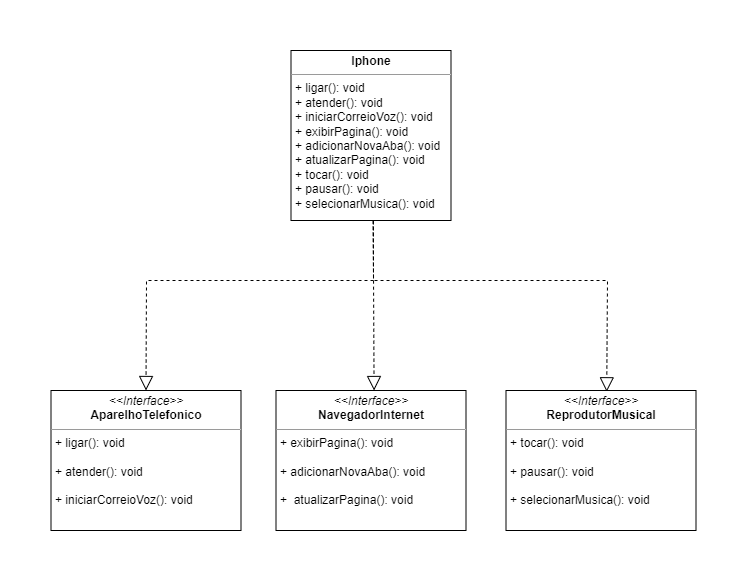 Iphone
+ ligar(): void
+ atender(): void
+ iniciarCorreioVoz(): void
+ exibirPagina(): void
+ adicionarNovaAba(): void
+ atualizarPagina(): void
+ tocar(): void
+ pausar(): void
+ selecionarMusica(): void
<<Interface>>
AparelhoTelefonico
+ ligar(): void
+ atender(): void
+ iniciarCorreioVoz(): void
<<Interface>>
NavegadorInternet
+ exibirPagina(): void
+ adicionarNovaAba(): void
+ atualizarPagina(): void
<<Interface>>
ReprodutorMusical
+ tocar(): void
+ pausar(): void
+ selecionarMusica(): void